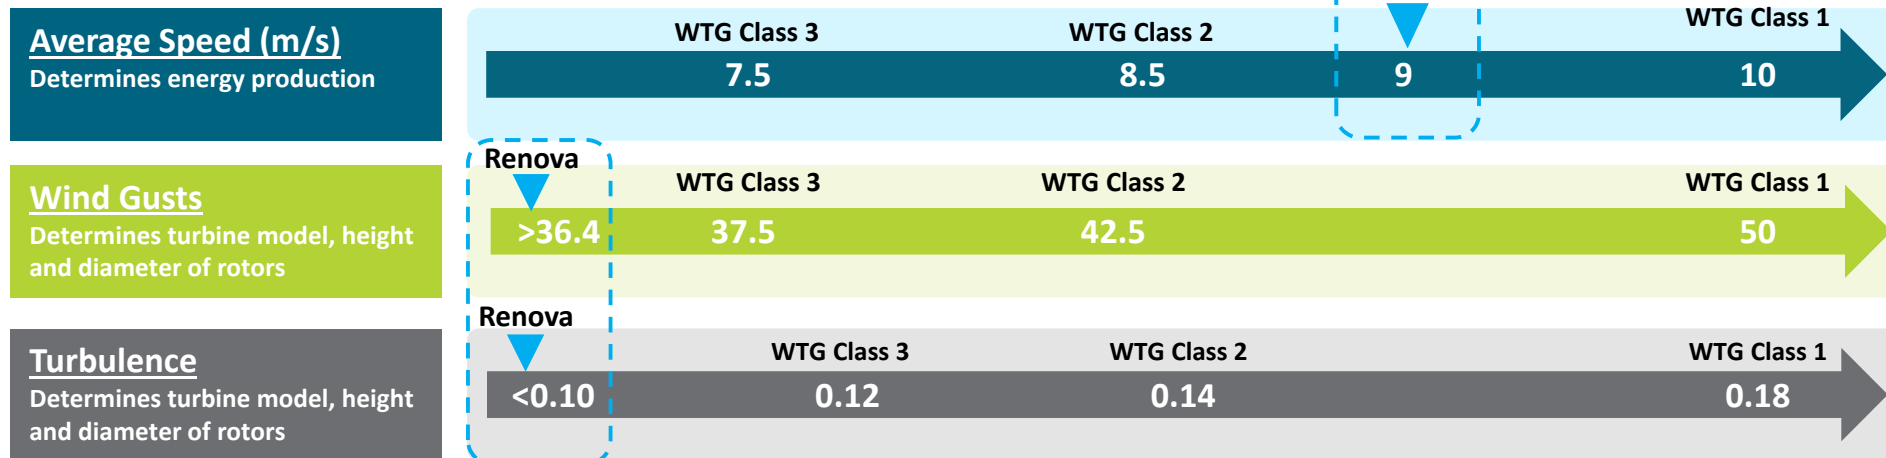 Average Speed (m/s)
Determines energy production
WTG Class 3
WTG Class 2
WTG Class 1
7.5
8.5
9
10
Wind Gusts
Determines turbine model, height
and diameter of rotors
Renova
WTG Class 3
WTG Class 2
WTG Class 1
>36.4
37.5
42.5
50
Turbulence
Determines turbine model, height
and diameter of rotors
Renova
WTG Class 3
WTG Class 2
WTG Class 1
<0.10
0.12
0.14
0.18